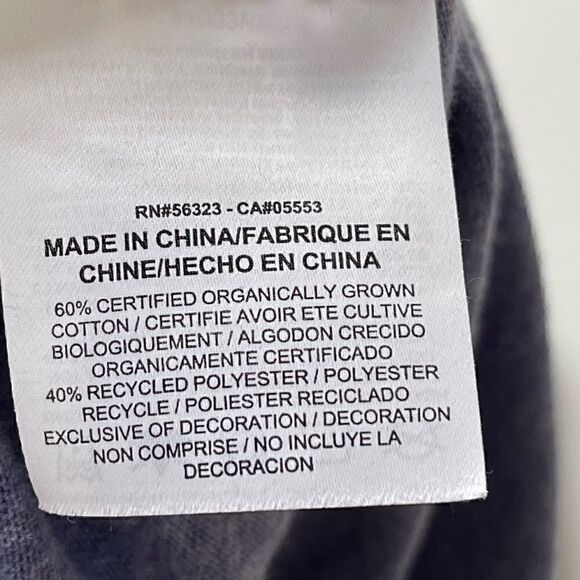 RN#56323 - CA#05553
MADE IN CHINA/FABRIQUE EN
CHINE/HECHO EN CHINA
60% CERTIFIED ORGANICALLY GROWN
COTTON / CERTIFIE AVOIR ETE CULTIVE
BIOLOGIQUEMENT / ALGODON CRECIDO
ORGANICAMENTE CERTIFICADO
40% RECYCLED POLYESTER / POLYESTER
RECYCLE / POLIESTER RECICLADO
EXCLUSIVE OF DECORATION / DECORATION
NON COMPRISE / NO INCLUYE LA
DECORACION